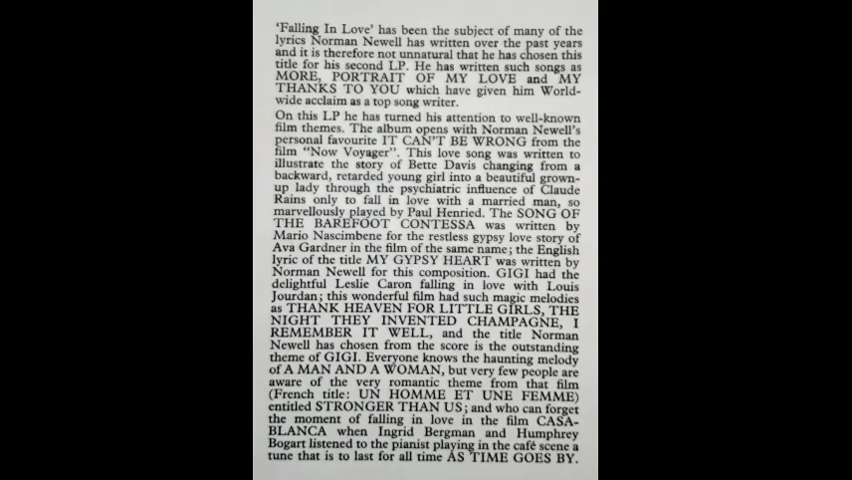 ‘Falling In Love’ has been the subject of many of the
lyrics Norman Newell has written over the past years
and it is therefore not unnatural that he has chosen this
title for his second LP. He has written such songs as
MORE, PORTRAIT OF MY LOVE and MY
THANKS TO YOU which have given him World-
wide acclaim as a top song writer.
On this LP he has turned his attention to well-known
film themes. The album opens with Norman Newell’s
personal favourite IT CAN’T BE WRONG from the
film “Now Voyager”. This love song was written to
illustrate the story of Bette Davis changing from a
backward, retarded young girl into a beautiful grown-
up lady through the psychiatric influence of Claude
Rains only to fall in love with a married man, so
marvellously played by Paul Henried. The SONG OF
THE BAREFOOT CONTESSA was written by
Mario Nascimbene for the restless gypsy love story of
Ava Gardner in the film of the same name; the English
lyric of the title MY GYPSY HEART was written by
Norman Newell for this composition. GIGI had the
delightful Leslie Caron falling in love with Louis
Jourdan; this wonderful film had such magic melodies
as THANK HEAVEN FOR LITTLE GIRLS, THE
NIGHT THEY INVENTED CHAMPAGNE, I
REMEMBER IT WELL, and the title Norman
Newell has chosen from the score is the outstanding
theme of GIGI. Everyone knows the haunting melody
of A MAN AND A WOMAN, but very few people are
aware of the very romantic theme from that film
(French title: UN HOMME ET UNE FEMME)
entitled STRONGER THAN US; and who can forget
the moment of falling in love in the film CASA-
BLANCA when Ingrid Bergman and Humphrey
Bogart listened to the pianist playing in the café scene a
tune that is to last for all time AS TIME GOES BY.